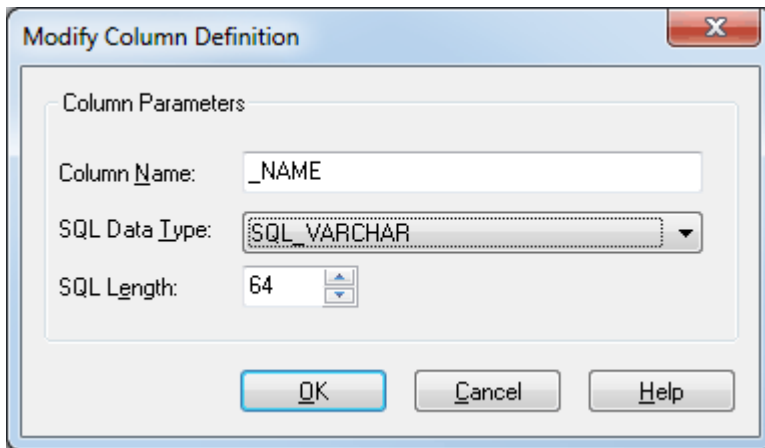 Modify Column Definition
Column Parameters
Column Name: _NAME
SQL Data Type: SQL_VARCHAR
SQL Length: 64
OK Cancel Help